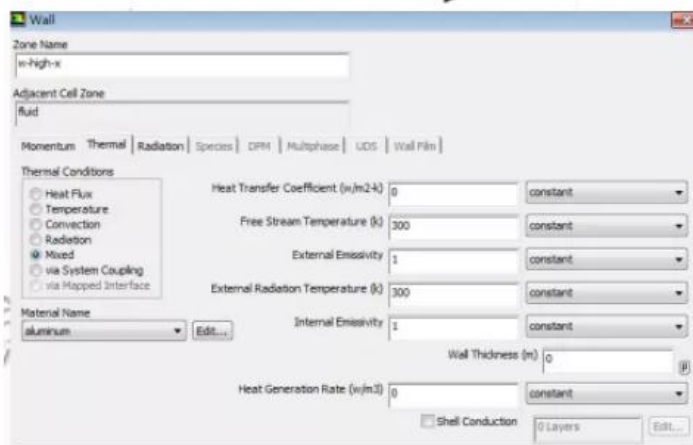 Wall
Zone Name
w-high-x
Adjacent Cell Zone
fluid
Momentum Thermal Radiation Species DPM Multiphase UDS Wall Film
Thermal Conditions
Heat Flux
Temperature
Convection
Radiation
Mixed
via System Coupling
via Mapped Interface
Heat Transfer Coefficient (w/m2-k) 0 constant
Free Stream Temperature (k) 300 constant
External Emissivity 1 constant
External Radiation Temperature (k) 300 constant
Internal Emissivity 1 constant
Material Name
aluminum Edit...
Wall Thickness (m) 0 P
Heat Generation Rate (w/m3) 0 constant
Shell Conduction 0 Layers Edit...